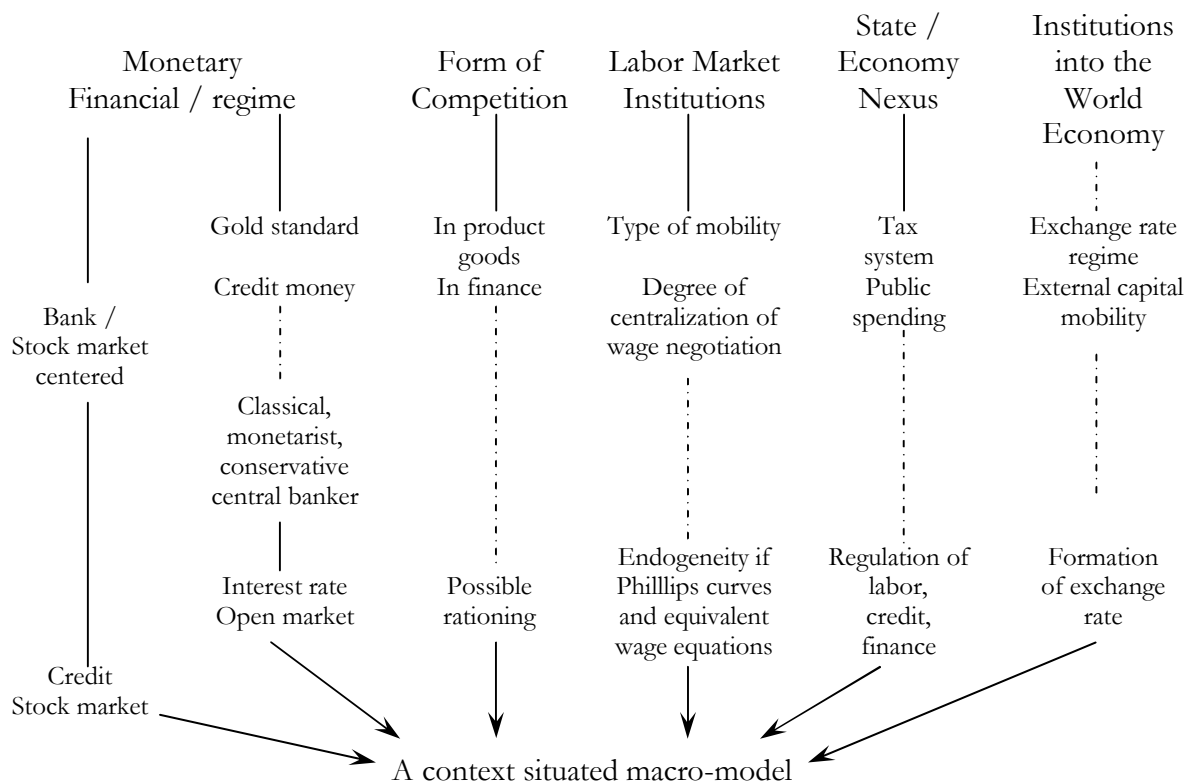 Monetary
Financial / regime
Form of
Competition
Labor Market
Institutions
State /
Economy
Nexus
Institutions
into the
World
Economy
Gold standard
Credit money
Bank /
Stock market
centered
Classical,
monetarist,
conservative
central banker
Interest rate
Open market
Credit
Stock market
In product
goods
In finance
Possible
rationing
Type of mobility
Degree of
centralization of
wage negotiation
Endogeneity if
Philllips curves
and equivalent
wage equations
Tax
system
Public
spending
Regulation of
labor,
credit,
finance
Exchange rate
regime
External capital
mobility
Formation
of exchange
rate
A context situated macro-model